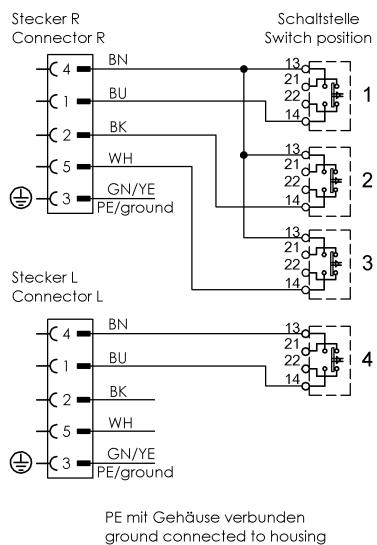 Stecker R
Connector R
Schaltstelle
Switch position
4 BN
1 BU
2 BK
5 WH
3 GN/YE
PE/ground
13
21
22
14
1
13
21
22
14
2
13
21
22
14
3
Stecker L
Connector L
4 BN
1 BU
2 BK
5 WH
3 GN/YE
PE/ground
13
21
22
14
4
PE mit Gehäuse verbunden
ground connected to housing